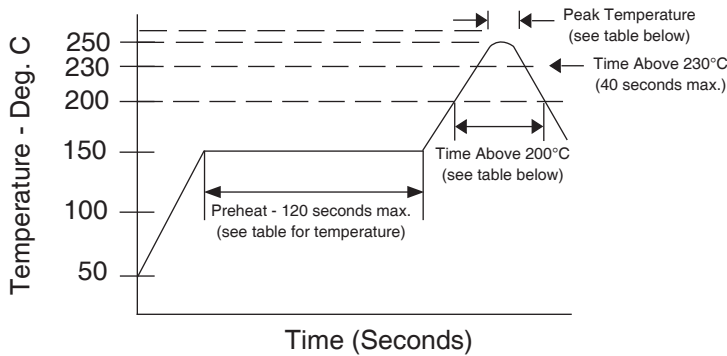 Temperature - Deg. C
250
230
200
150
100
50
Peak Temperature
(see table below)
Time Above 230°C
(40 seconds max.)
Time Above 200°C
(see table below)
Preheat - 120 seconds max.
(see table for temperature)
Time (Seconds)